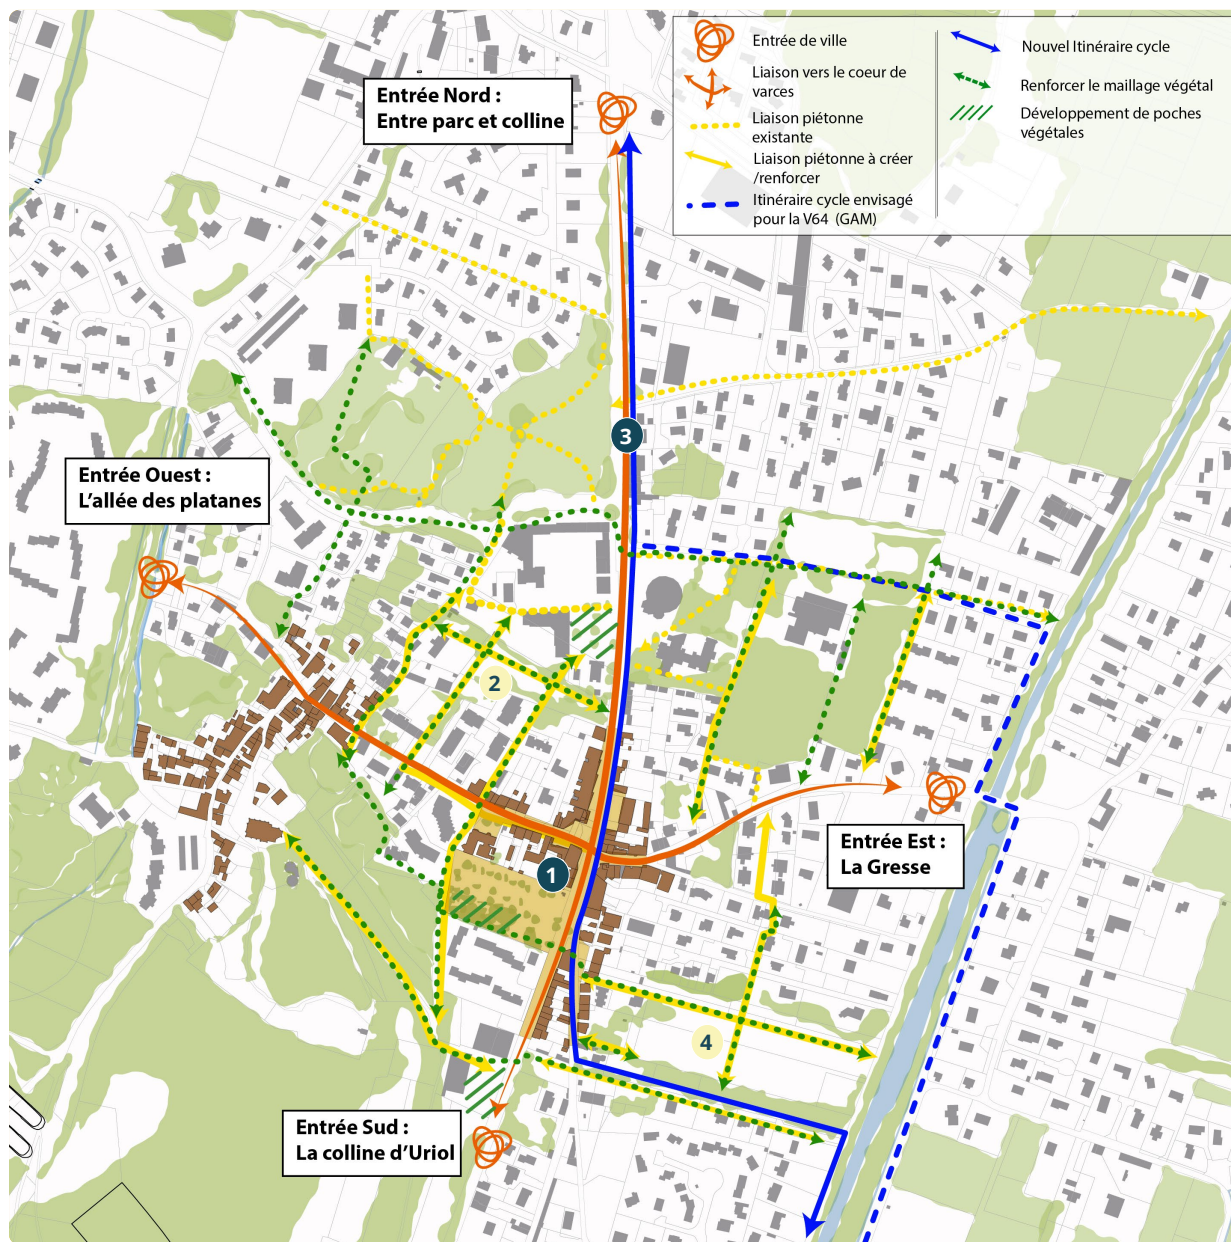 Entrée de ville
Liaison vers le coeur de
varces
Liaison piétonne
existante
Liaison piétonne à créer
/renforcer
Itinéraire cycle envisagé
pour la V64 (GAM)
Nouvel Itinéraire cycle
Renforcer le maillage végétal
Développement de poches
végétales
Entrée Nord :
Entre parc et colline
3
Entrée Ouest :
L'allée des platanes
2
Entrée Est :
La Gresse
1
4
Entrée Sud :
La colline d'Uriol